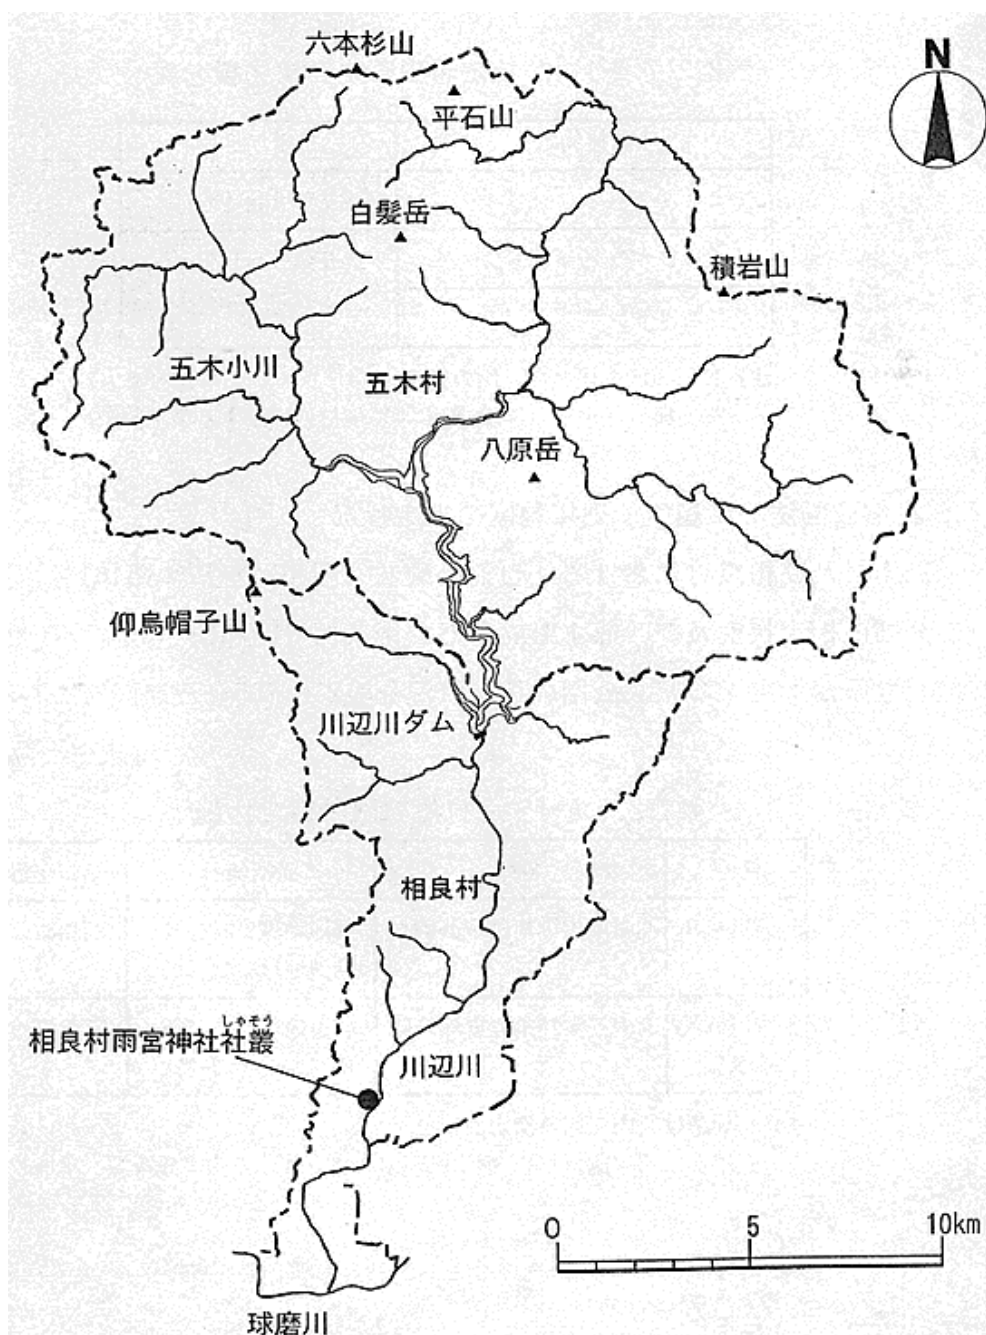 六本杉山
N
平石山
白髪岳
積岩山
五木小川
五木村
八原岳
仰烏帽子山
川辺川ダム
相良村
しゃそう
相良村雨宮神社社叢
川辺川
0
5
10km
球磨川